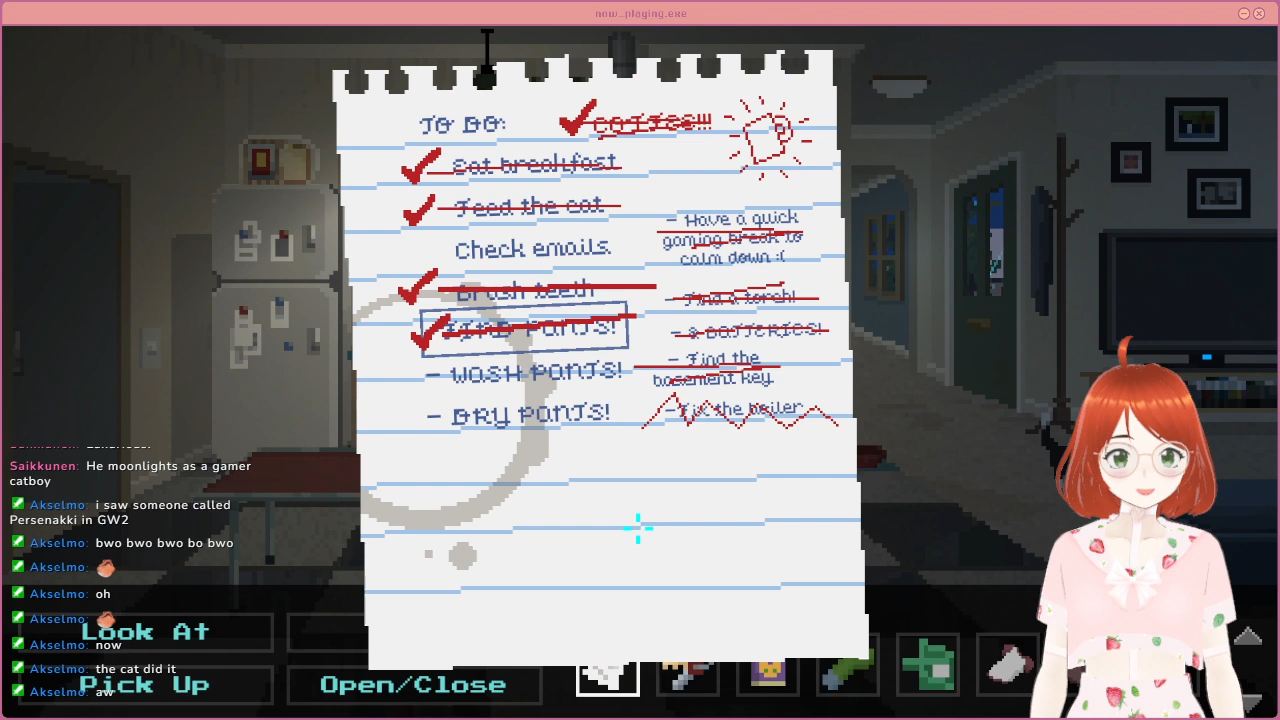 now_playing.exe
TO DO:
COFFEE!!!
Eat breakfast
Feed the cat
Check emails
Brush teeth
FIND PANTS!
- WASH PANTS!
- DRY PANTS!
- Have a quick
gaming break to
calm down :(
- Find a torch!
- & BATTERIES!
- Find the
basement key
- Fix the boiler
Saikkunen: He moonlights as a gamer
catboy
Akselmo: i saw someone called
Persenakki in GW2
Akselmo: bwo bwo bwo bo bwo
Akselmo:
Akselmo: oh
Akselmo:
Akselmo: now
Akselmo: the cat did it
Akselmo: aw
Look At
Pick Up
Open/Close